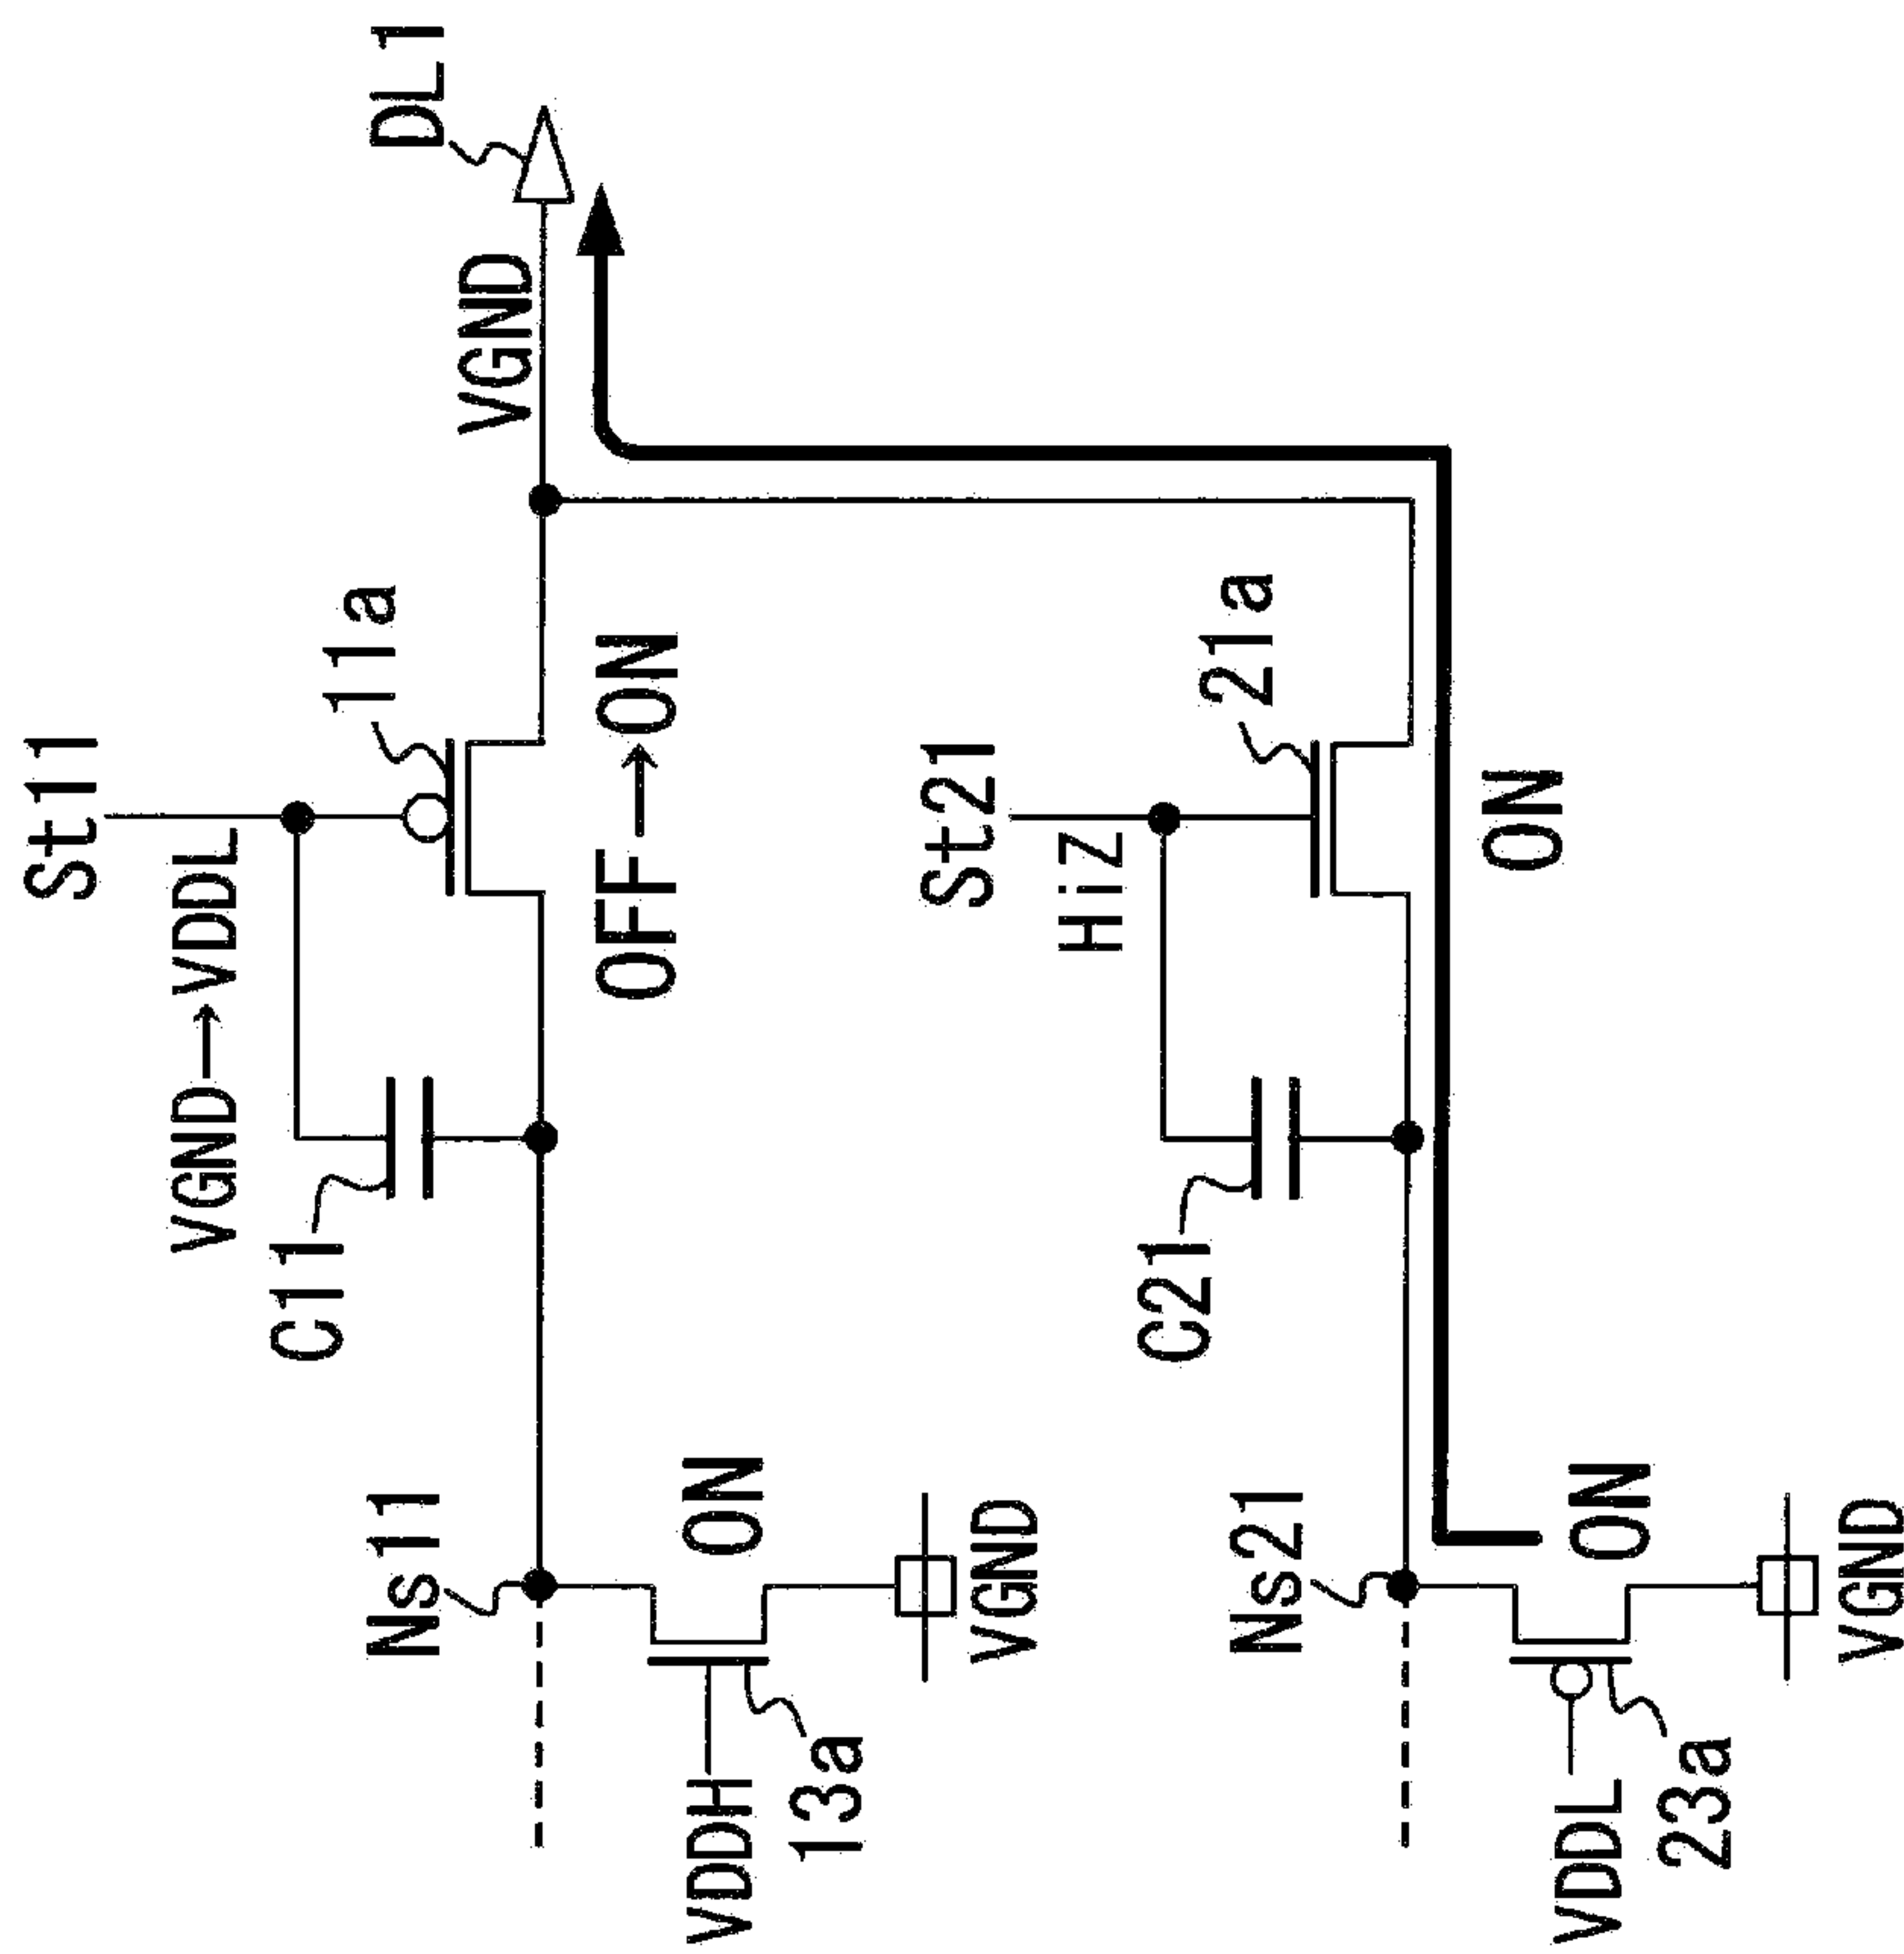 St11
VGND→VDDL
C11
11a
DL1
VGND
OFF→ON
Ns11
ON
VDDH
13a
VGND
St21
HiZ
C21
21a
ON
Ns21
ON
VDDL
23a
VGND